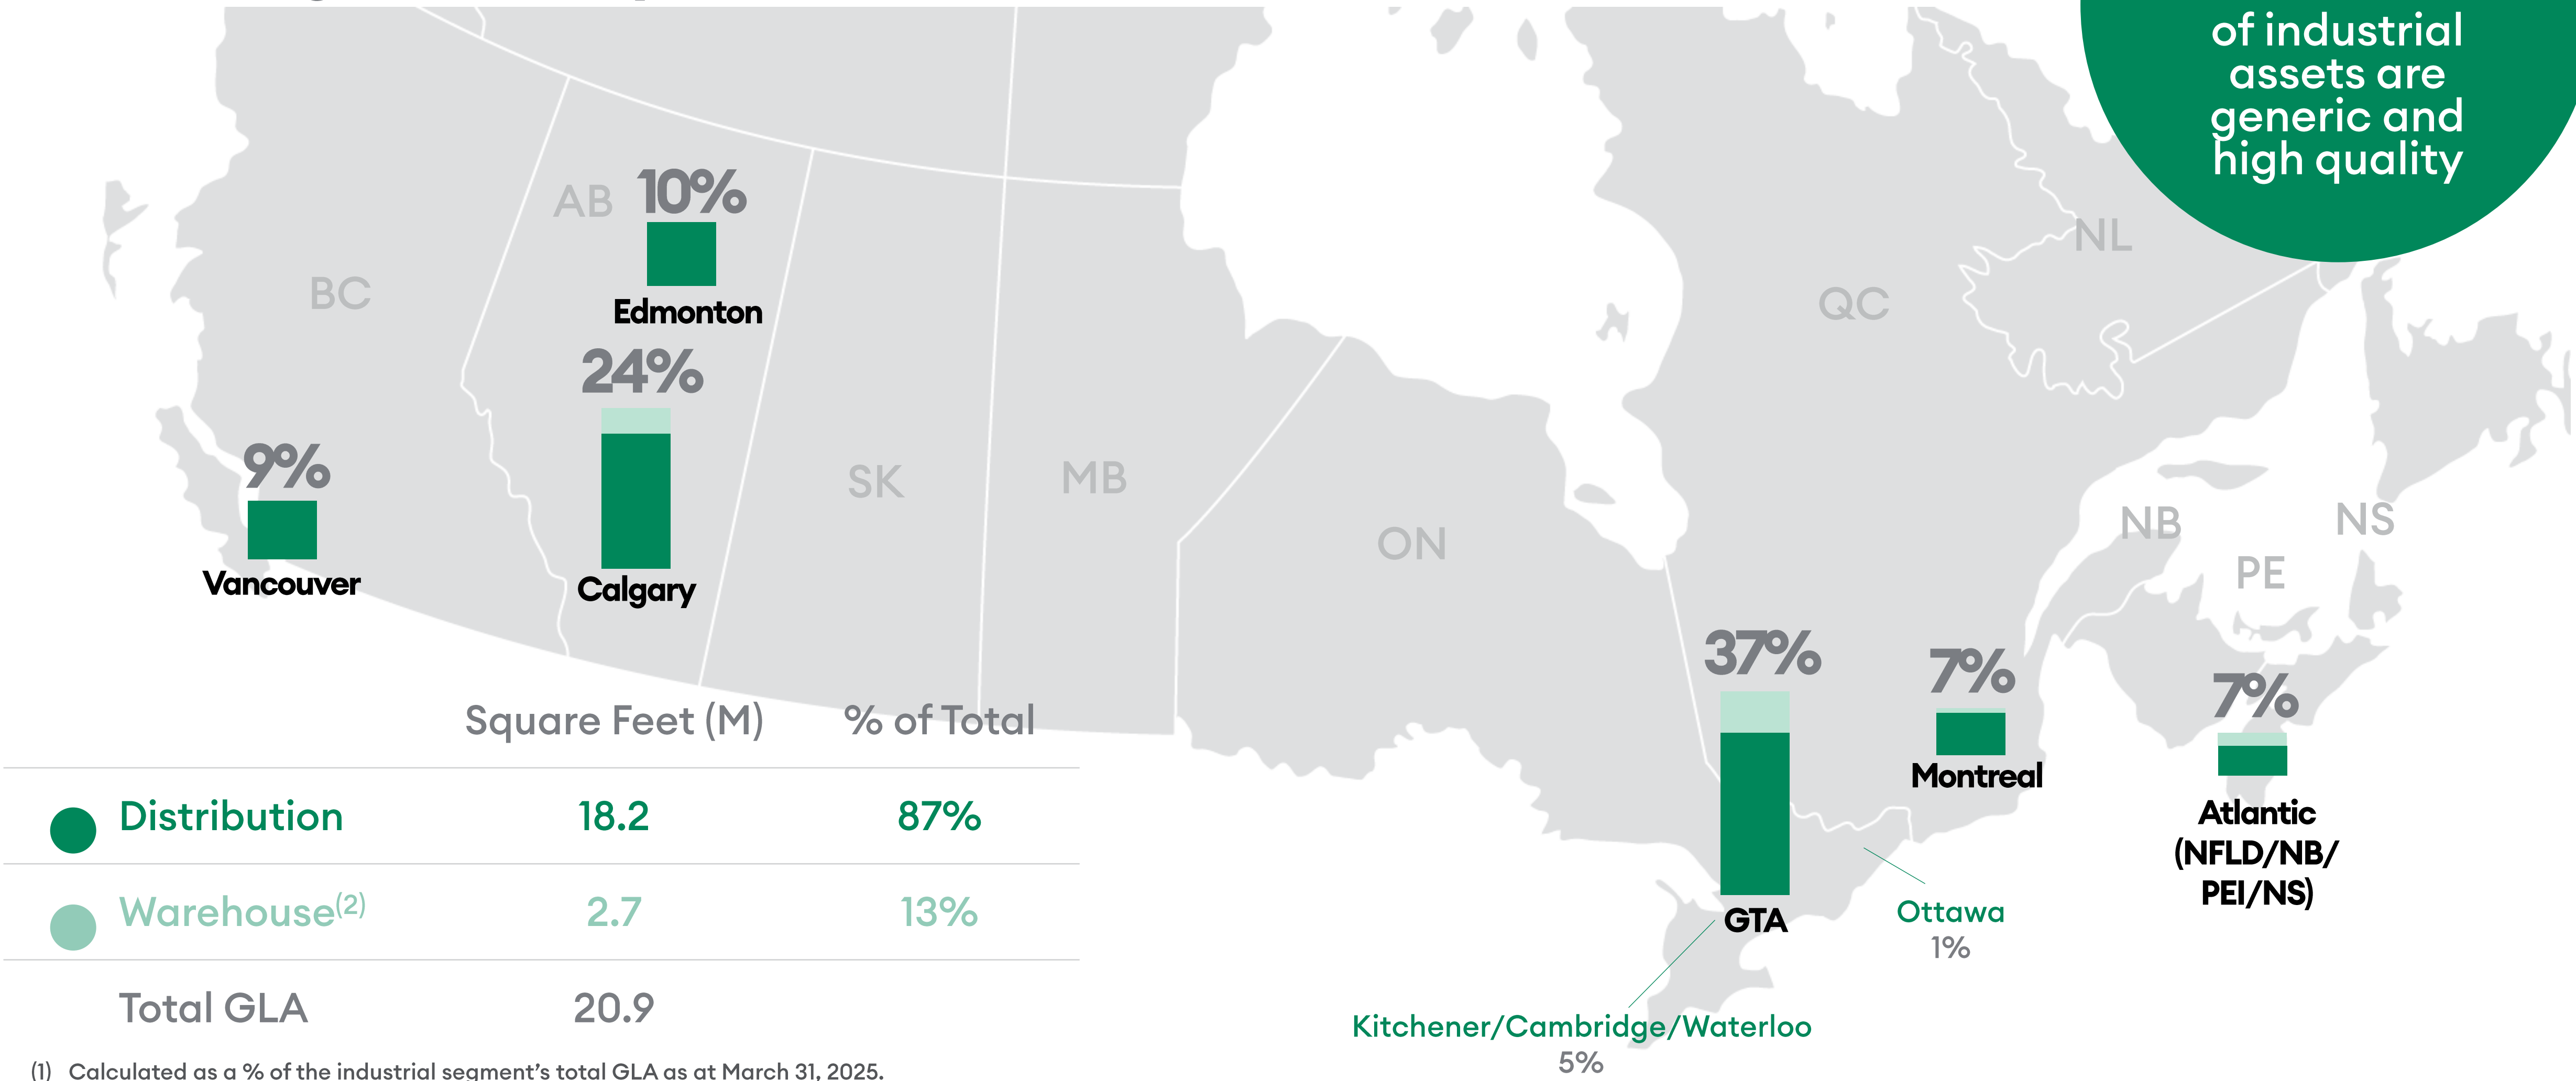 of industrial
assets are
generic and
high quality
AB
10%
Edmonton
BC
24%
Calgary
9%
Vancouver
SK
MB
ON
QC
NL
NB
NS
PE
37%
GTA
7%
Montreal
7%
Atlantic
(NFLD/NB/
PEI/NS)
Ottawa
1%
Kitchener/Cambridge/Waterloo
5%
Square Feet (M) % of Total
Distribution 18.2 87%
Warehouse(2) 2.7 13%
Total GLA 20.9
(1) Calculated as a % of the industrial segment’s total GLA as at March 31, 2025.